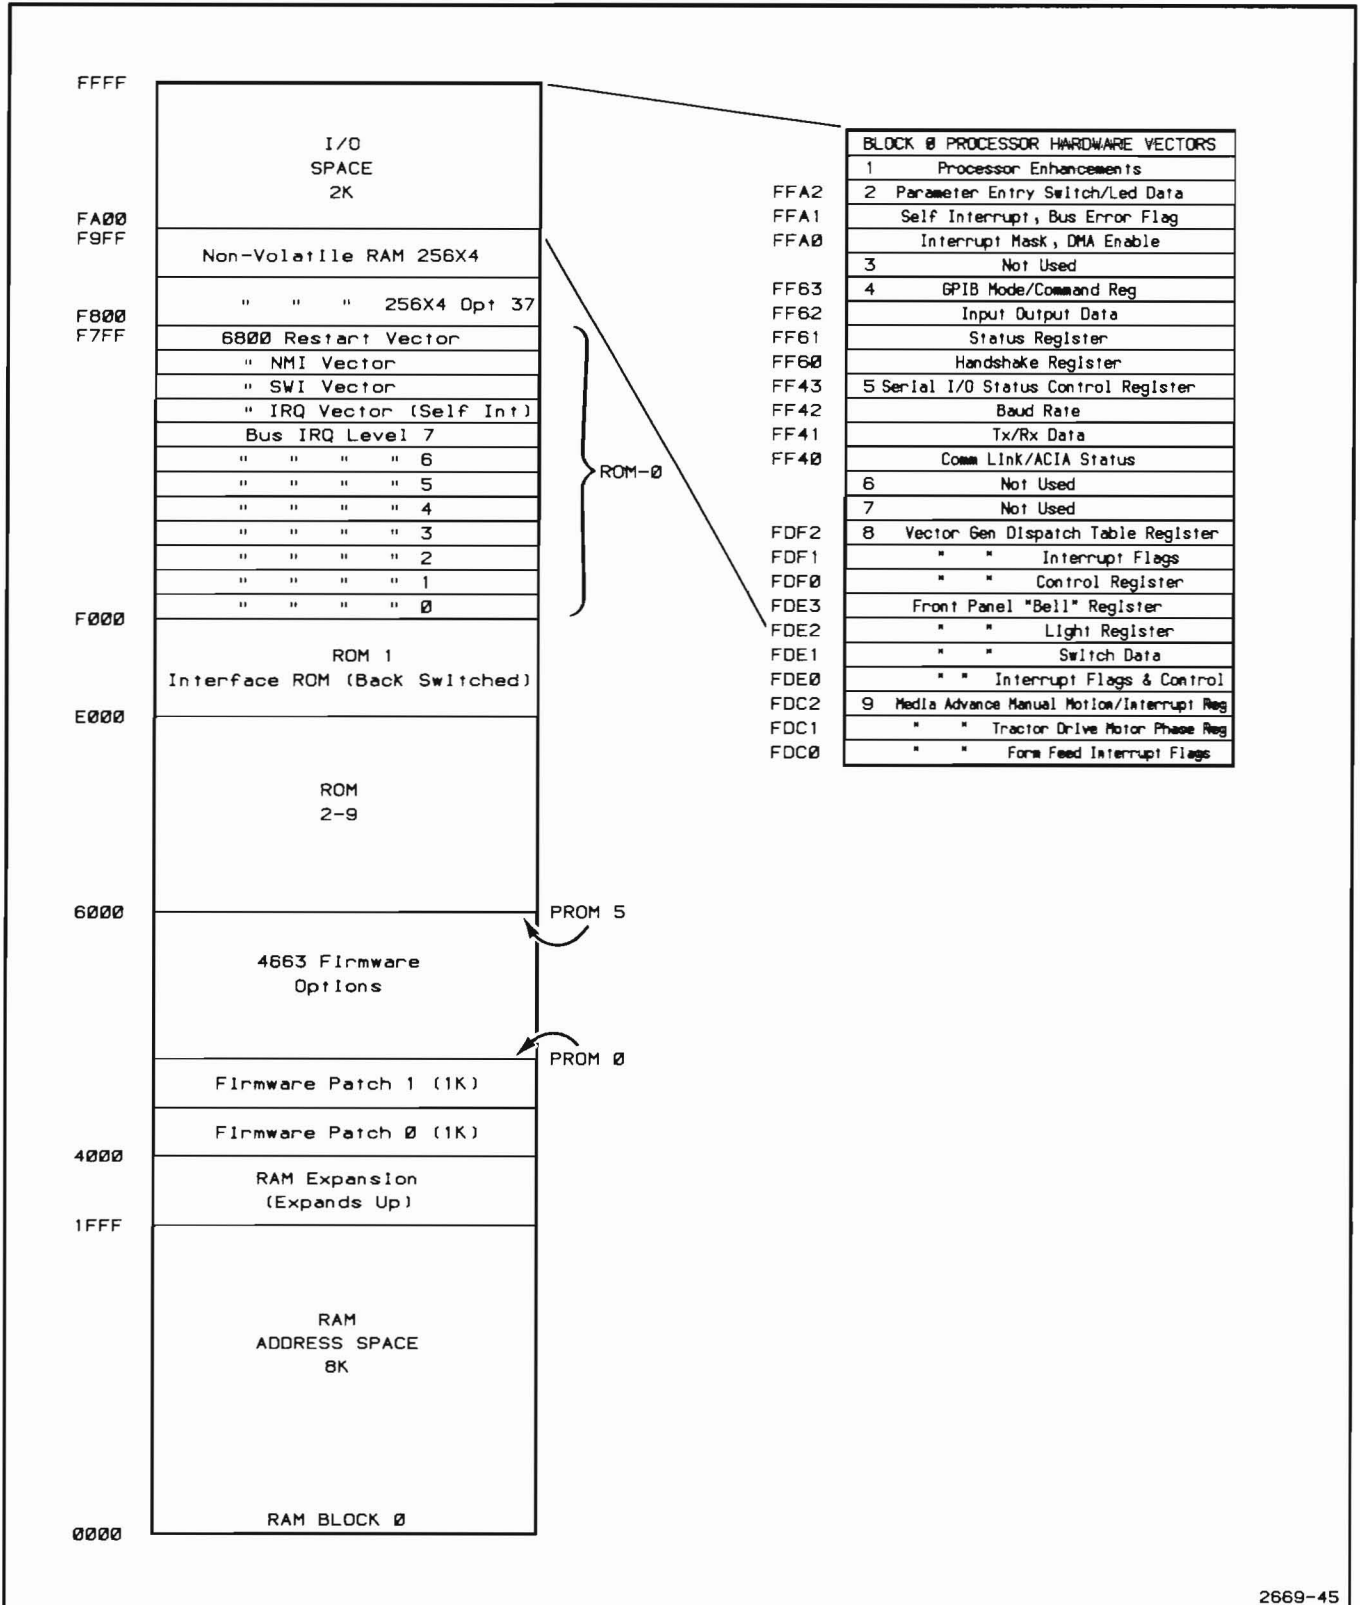 FFFF
I/O
SPACE
2K
FA00
F9FF
Non-Volatile RAM 256X4
" " " 256X4 Opt 37
F800
F7FF
6800 Restart Vector
" NMI Vector
" SWI Vector
" IRQ Vector (Self Int)
Bus IRQ Level 7
" " " " 6
" " " " 5
" " " " 4
" " " " 3
" " " " 2
" " " " 1
" " " " 0
ROM-0
F000
ROM 1
Interface ROM (Back Switched)
E000
ROM
2-9
6000
PROM 5
4663 Firmware
Options
PROM 0
Firmware Patch 1 (1K)
Firmware Patch 0 (1K)
4000
RAM Expansion
(Expands Up)
1FFF
RAM
ADDRESS SPACE
8K
RAM BLOCK 0
0000
BLOCK 0 PROCESSOR HARDWARE VECTORS
1 Processor Enhancements
FFA2 2 Parameter Entry Switch/Led Data
FFA1 Self Interrupt, Bus Error Flag
FFA0 Interrupt Mask, DMA Enable
3 Not Used
FF63 4 GPIB Mode/Command Reg
FF62 Input Output Data
FF61 Status Register
FF60 Handshake Register
FF43 5 Serial I/O Status Control Register
FF42 Baud Rate
FF41 Tx/Rx Data
FF40 Comm Link/ACIA Status
6 Not Used
7 Not Used
FDF2 8 Vector Gen Dispatch Table Register
FDF1 " " Interrupt Flags
FDF0 " " Control Register
FDE3 Front Panel "Bell" Register
FDE2 " " Light Register
FDE1 " " Switch Data
FDE0 " " Interrupt Flags & Control
FDC2 9 Media Advance Manual Motion/Interrupt Reg
FDC1 " " Tractor Drive Motor Phase Reg
FDC0 " " Form Feed Interrupt Flags
2669-45